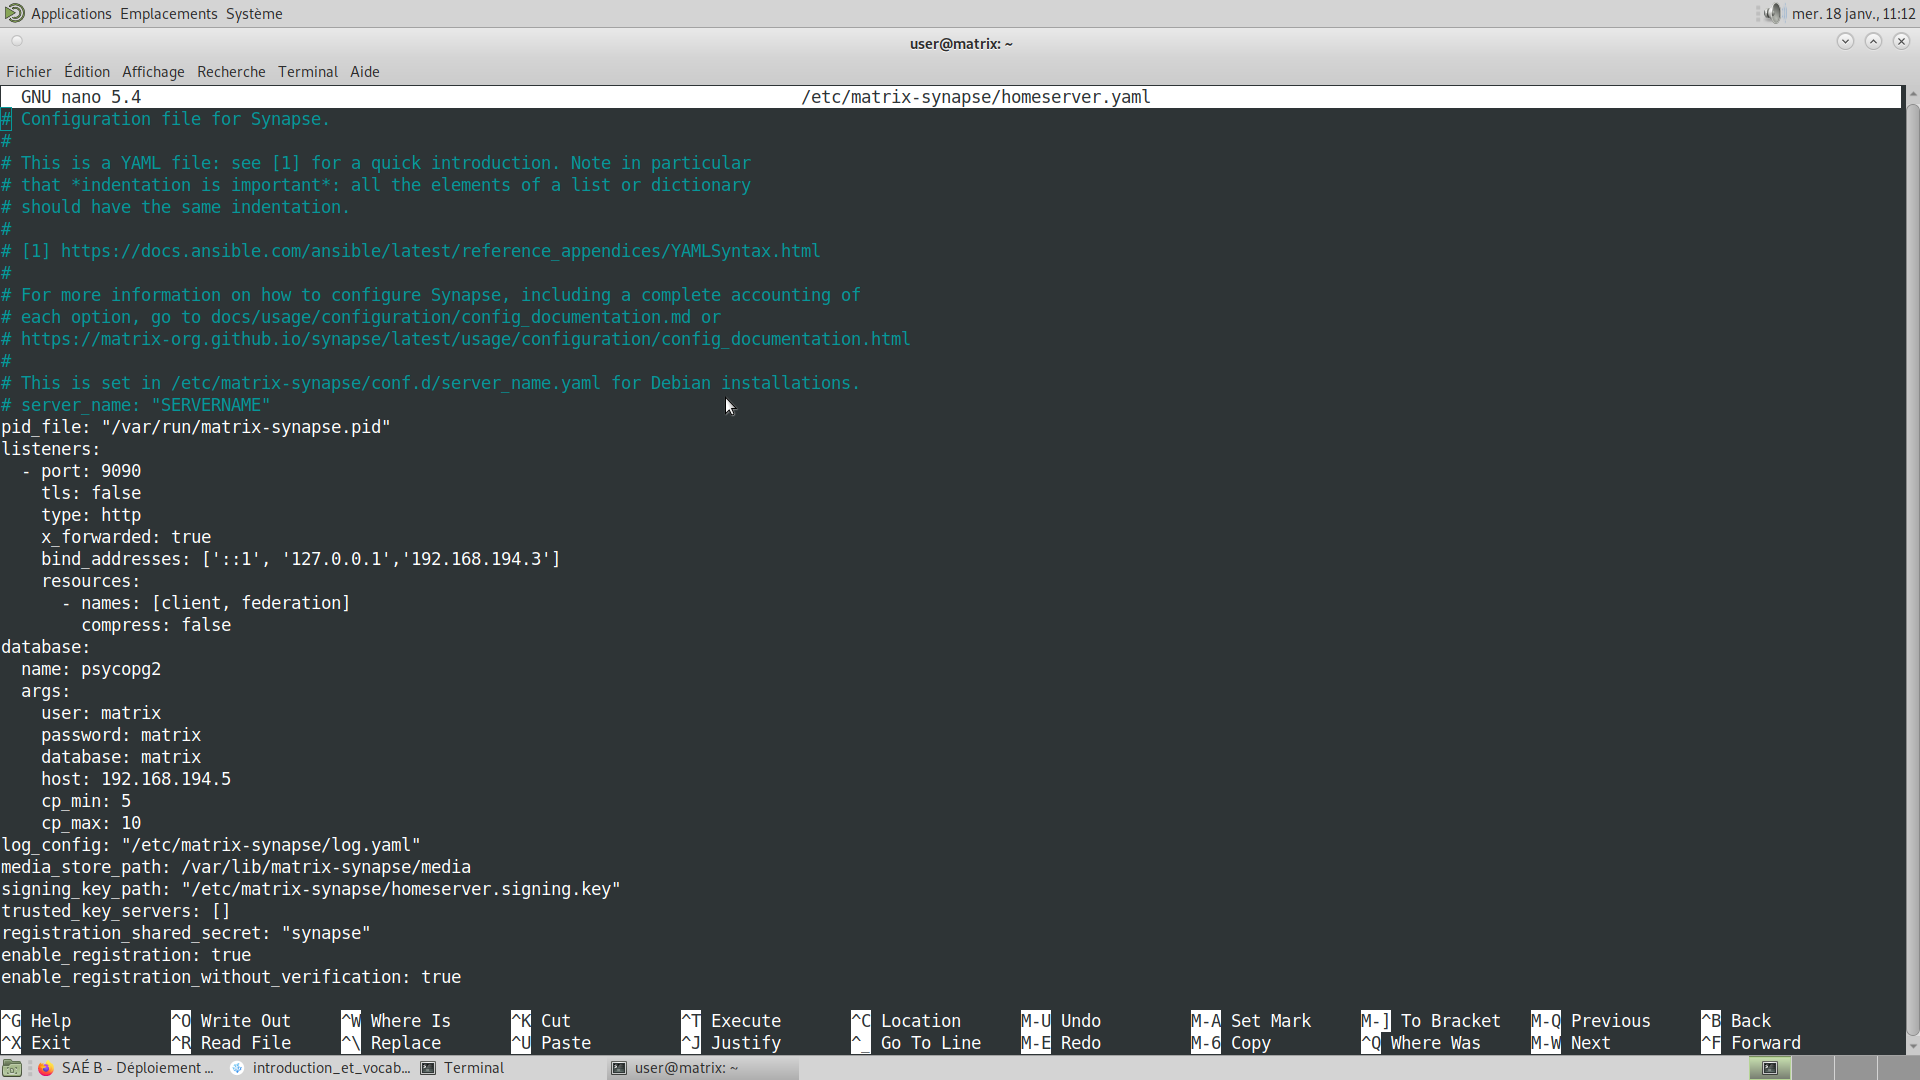 Applications Emplacements Système
mer. 18 janv., 11:12
user@matrix: ~
Fichier Édition Affichage Recherche Terminal Aide
GNU nano 5.4 /etc/matrix-synapse/homeserver.yaml
# Configuration file for Synapse.
#
# This is a YAML file: see [1] for a quick introduction. Note in particular
# that *indentation is important*: all the elements of a list or dictionary
# should have the same indentation.
#
# [1] https://docs.ansible.com/ansible/latest/reference_appendices/YAMLSyntax.html
#
# For more information on how to configure Synapse, including a complete accounting of
# each option, go to docs/usage/configuration/config_documentation.md or
# https://matrix-org.github.io/synapse/latest/usage/configuration/config_documentation.html
#
# This is set in /etc/matrix-synapse/conf.d/server_name.yaml for Debian installations.
# server_name: "SERVERNAME"
pid_file: "/var/run/matrix-synapse.pid"
listeners:
  - port: 9090
    tls: false
    type: http
    x_forwarded: true
    bind_addresses: ['::1', '127.0.0.1','192.168.194.3']
    resources:
      - names: [client, federation]
        compress: false
database:
  name: psycopg2
  args:
    user: matrix
    password: matrix
    database: matrix
    host: 192.168.194.5
    cp_min: 5
    cp_max: 10
log_config: "/etc/matrix-synapse/log.yaml"
media_store_path: /var/lib/matrix-synapse/media
signing_key_path: "/etc/matrix-synapse/homeserver.signing.key"
trusted_key_servers: []
registration_shared_secret: "synapse"
enable_registration: true
enable_registration_without_verification: true
^G Help ^O Write Out ^W Where Is ^K Cut ^T Execute ^C Location M-U Undo M-A Set Mark M-] To Bracket M-Q Previous ^B Back
^X Exit ^R Read File ^\ Replace ^U Paste ^J Justify ^_ Go To Line M-E Redo M-6 Copy ^Q Where Was M-W Next ^F Forward
SAÉ B - Déploiement ... introduction_et_vocab... Terminal user@matrix: ~